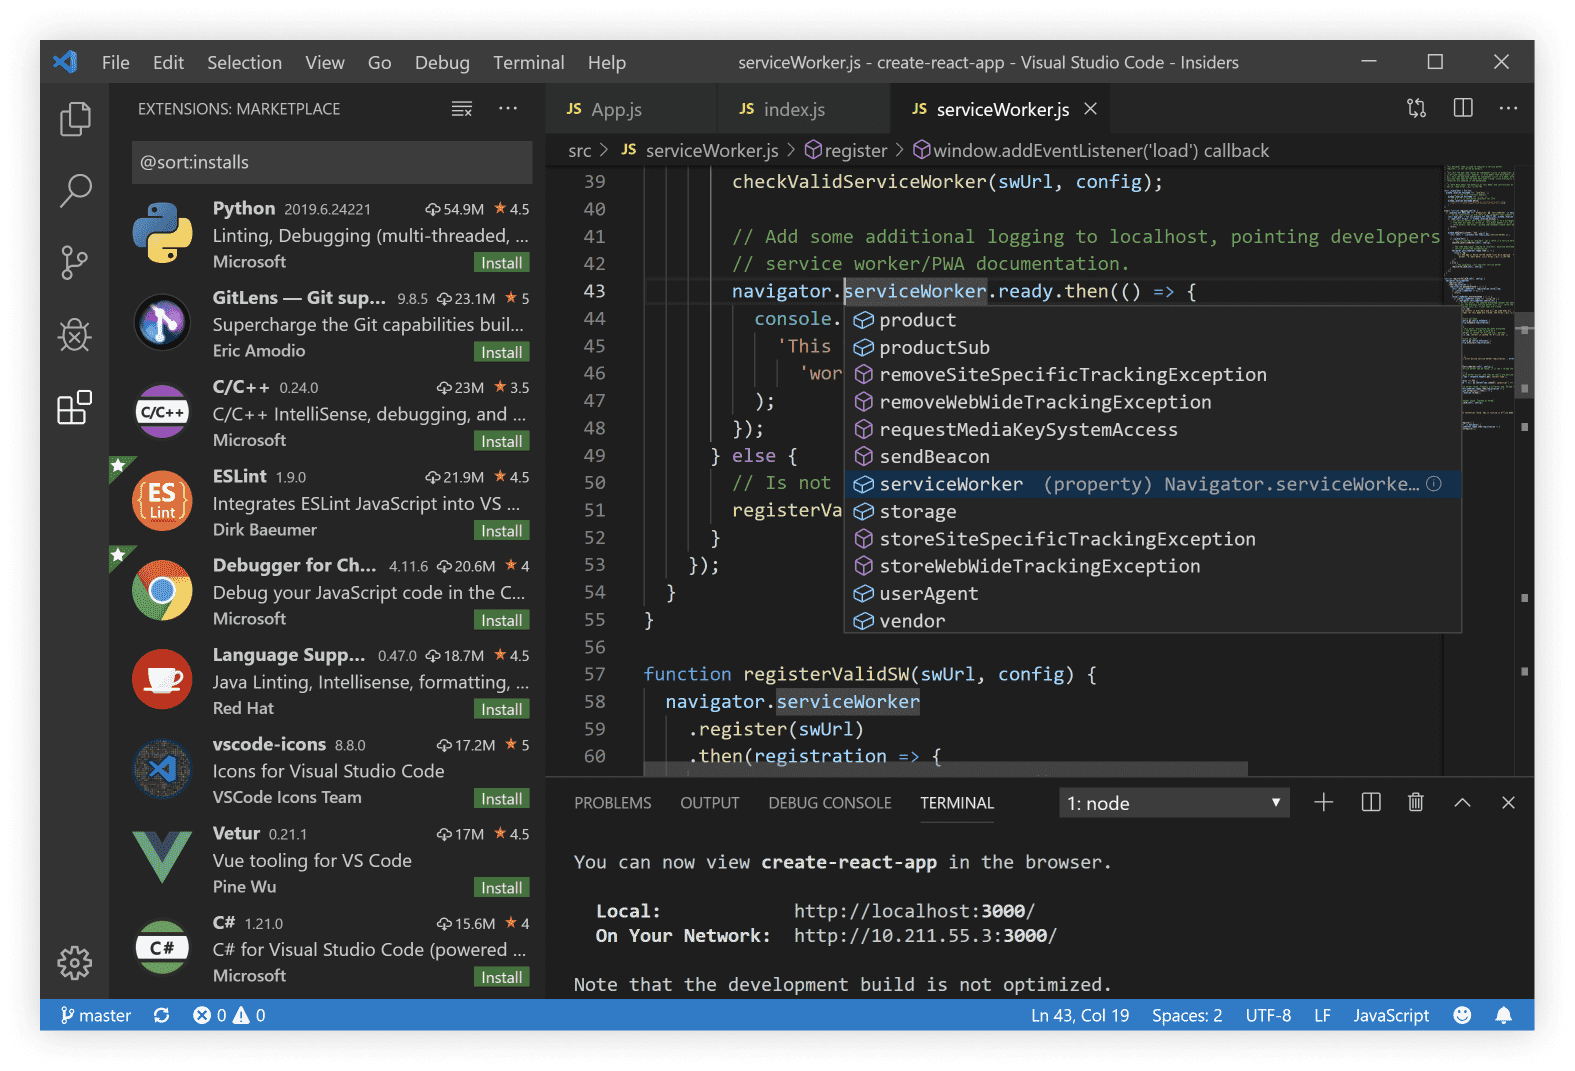 File Edit Selection View Go Debug Terminal Help serviceWorker.js - create-react-app - Visual Studio Code - Insiders
EXTENSIONS: MARKETPLACE
@sort:installs
Python 2019.6.24221 54.9M ★ 4.5
Linting, Debugging (multi-threaded, ...
Microsoft Install
GitLens — Git sup... 9.8.5 23.1M ★ 5
Supercharge the Git capabilities buil...
Eric Amodio Install
C/C++
C/C++ 0.24.0 23M ★ 3.5
C/C++ IntelliSense, debugging, and ...
Microsoft Install
ES
Lint
ESLint 1.9.0 21.9M ★ 4.5
Integrates ESLint JavaScript into VS ...
Dirk Baeumer Install
Debugger for Ch... 4.11.6 20.6M ★ 4
Debug your JavaScript code in the C...
Microsoft Install
Language Supp... 0.47.0 18.7M ★ 4.5
Java Linting, Intellisense, formatting, ...
Red Hat Install
vscode-icons 8.8.0 17.2M ★ 5
Icons for Visual Studio Code
VSCode Icons Team Install
Vetur 0.21.1 17M ★ 4.5
Vue tooling for VS Code
Pine Wu Install
C#
C# 1.21.0 15.6M ★ 4
C# for Visual Studio Code (powered ...
Microsoft Install
JS App.js JS index.js JS serviceWorker.js
src > JS serviceWorker.js > register > window.addEventListener('load') callback
39 checkValidServiceWorker(swUrl, config);
40
41 // Add some additional logging to localhost, pointing developers
42 // service worker/PWA documentation.
43 navigator.serviceWorker.ready.then(() => {
44 console.
45 'This
46 'wor
47 );
48 });
49 } else {
50 // Is not
51 registerVa
52 }
53 });
54 }
55 }
56
57 function registerValidSW(swUrl, config) {
58 navigator.serviceWorker
59 .register(swUrl)
60 .then(registration => {
product
productSub
removeSiteSpecificTrackingException
removeWebWideTrackingException
requestMediaKeySystemAccess
sendBeacon
serviceWorker (property) Navigator.serviceWorke...
storage
storeSiteSpecificTrackingException
storeWebWideTrackingException
userAgent
vendor
PROBLEMS OUTPUT DEBUG CONSOLE TERMINAL 1: node
You can now view create-react-app in the browser.
Local: http://localhost:3000/
On Your Network: http://10.211.55.3:3000/
Note that the development build is not optimized.
master 0 0 Ln 43, Col 19 Spaces: 2 UTF-8 LF JavaScript